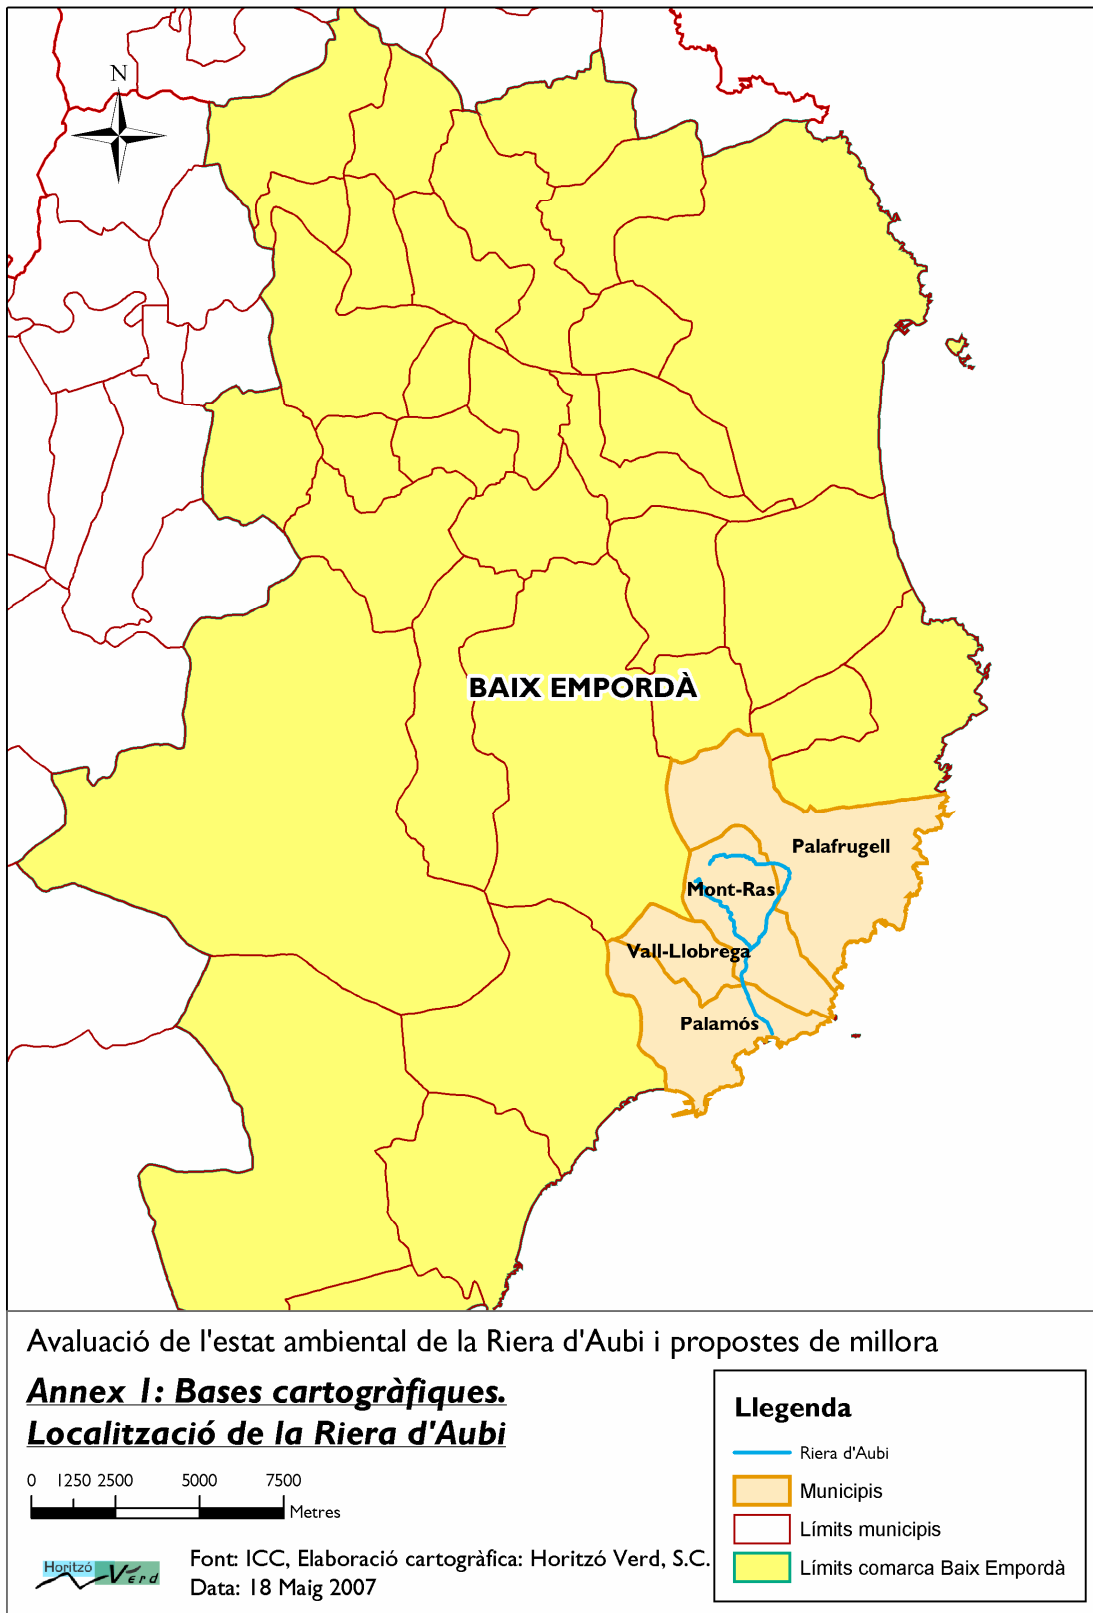 N
BAIX EMPORDÀ
Palafrugell
Mont-Ras
Vall-Llobrega
Palamós
Avaluació de l'estat ambiental de la Riera d'Aubi i propostes de millora
Annex 1: Bases cartogràfiques.
Localització de la Riera d'Aubi
0 1250 2500 5000 7500
Metres
Horitzó
Verd
Font: ICC, Elaboració cartogràfica: Horitzó Verd, S.C.
Data: 18 Maig 2007
Llegenda
Riera d'Aubi
Municipis
Límits municipis
Límits comarca Baix Empordà